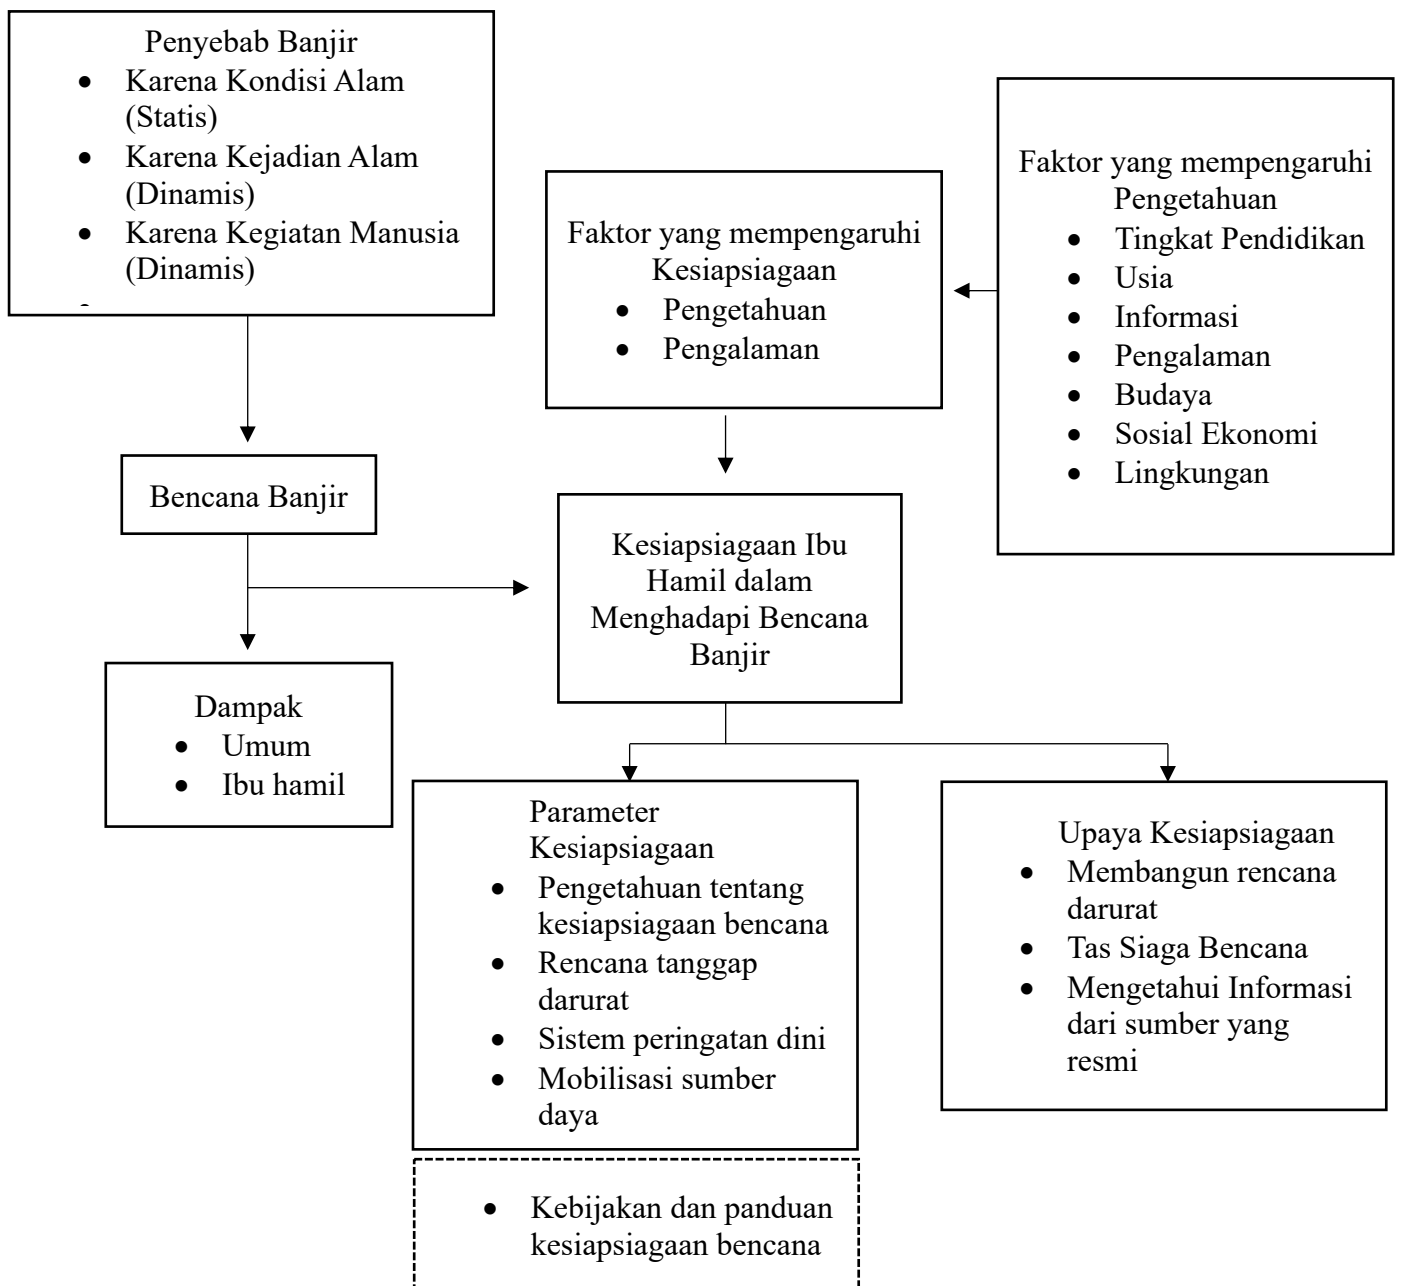 Penyebab Banjir
• Karena Kondisi Alam
(Statis)
• Karena Kejadian Alam
(Dinamis)
• Karena Kegiatan Manusia
(Dinamis)
Bencana Banjir
Dampak
• Umum
• Ibu hamil
Faktor yang mempengaruhi
Kesiapsiagaan
• Pengetahuan
• Pengalaman
Faktor yang mempengaruhi
Pengetahuan
• Tingkat Pendidikan
• Usia
• Informasi
• Pengalaman
• Budaya
• Sosial Ekonomi
• Lingkungan
Kesiapsiagaan Ibu
Hamil dalam
Menghadapi Bencana
Banjir
Parameter
Kesiapsiagaan
• Pengetahuan tentang
kesiapsiagaan bencana
• Rencana tanggap
darurat
• Sistem peringatan dini
• Mobilisasi sumber
daya
• Kebijakan dan panduan
kesiapsiagaan bencana
Upaya Kesiapsiagaan
• Membangun rencana
darurat
• Tas Siaga Bencana
• Mengetahui Informasi
dari sumber yang
resmi